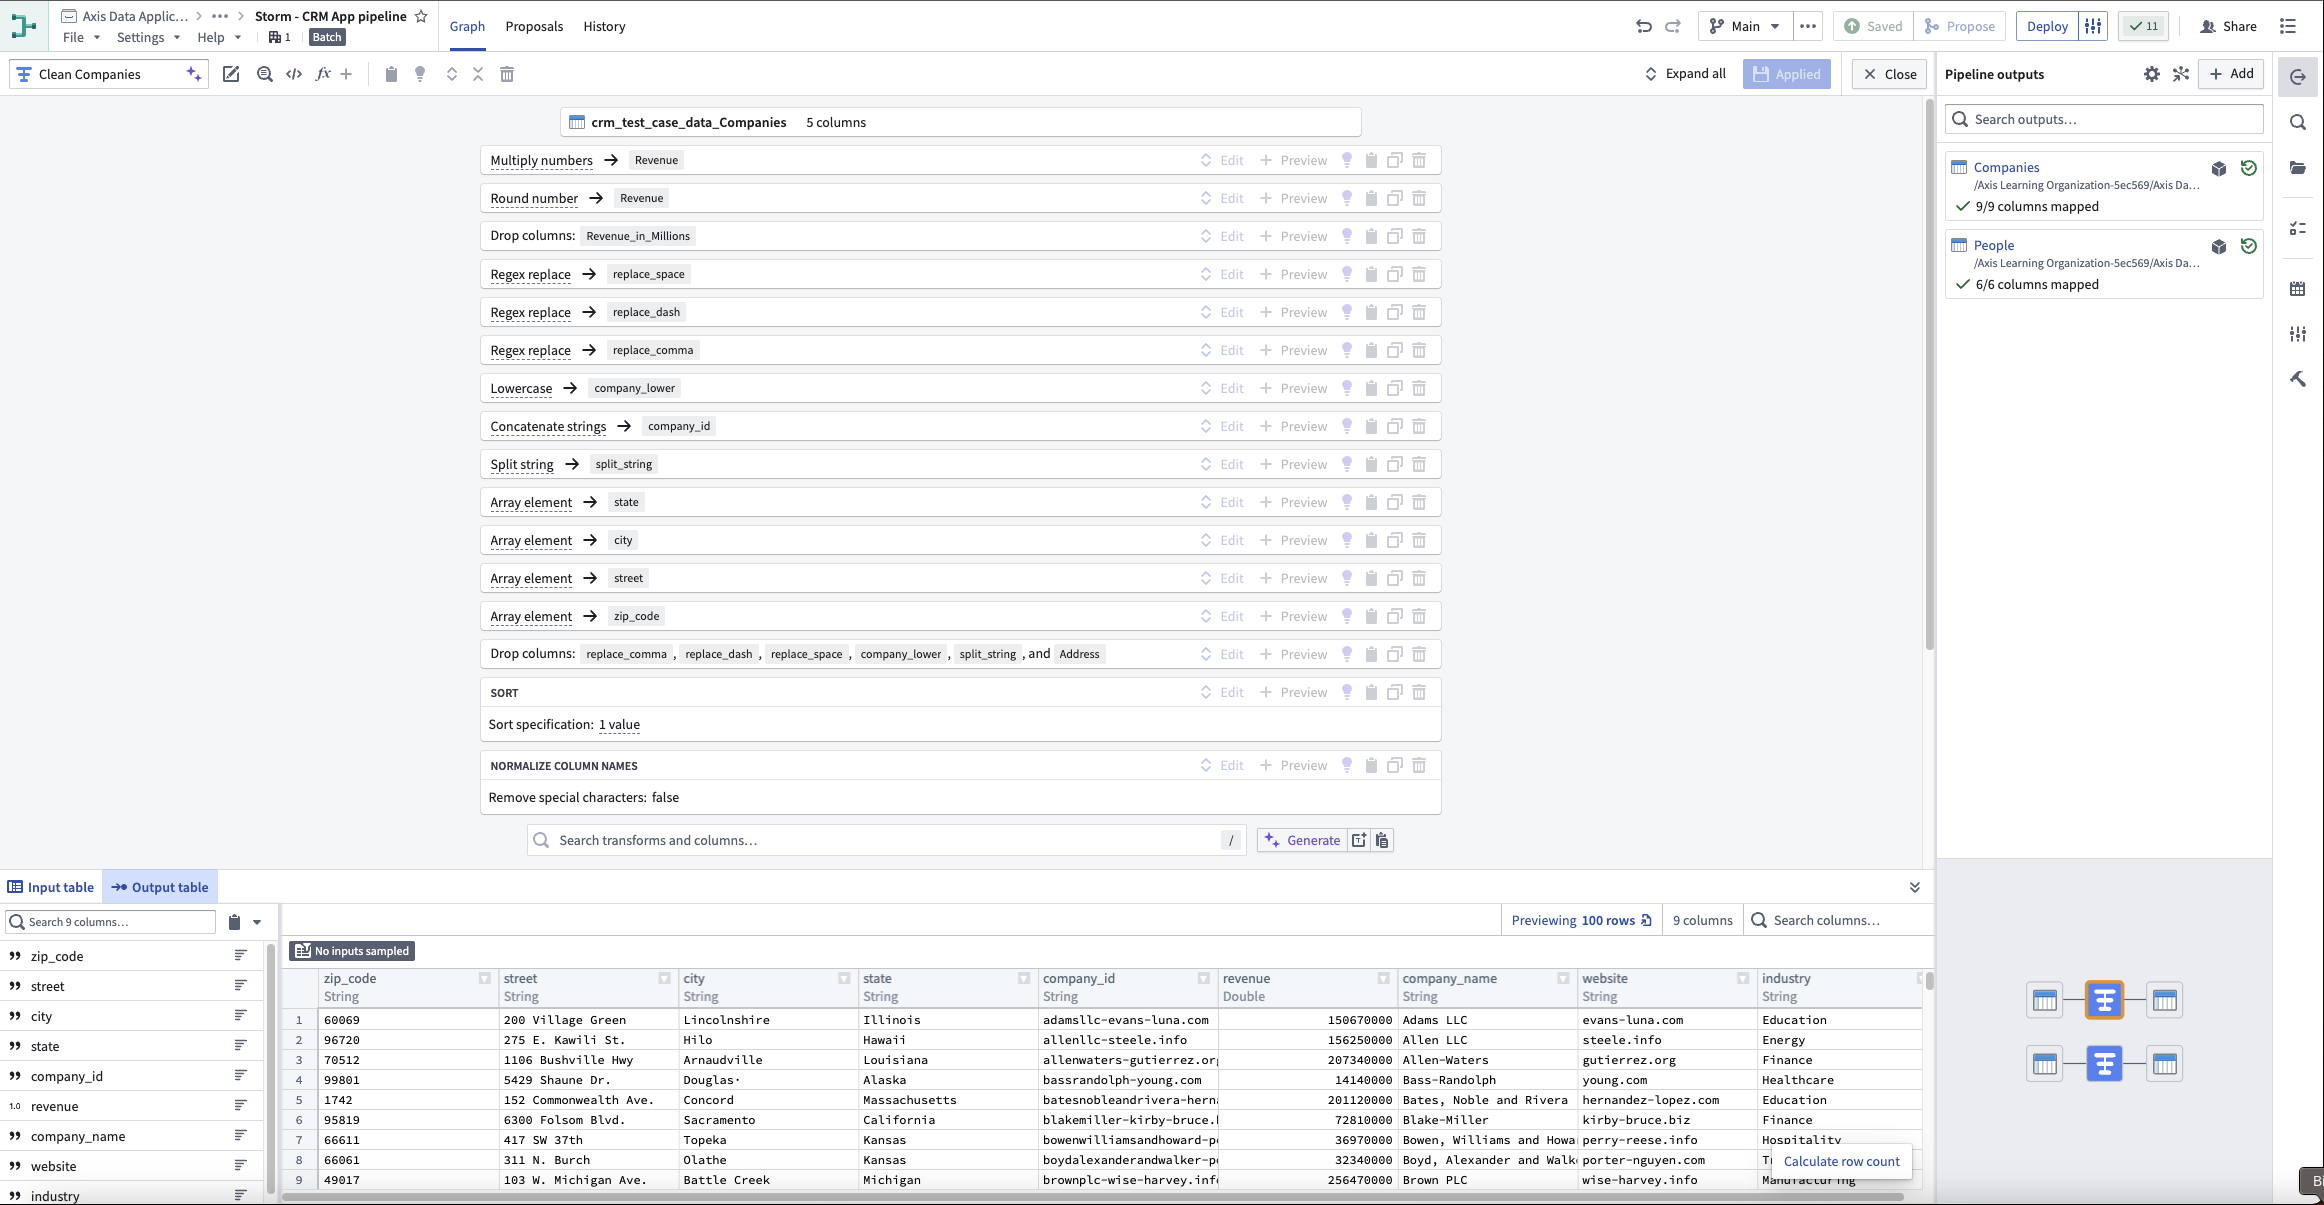 Axis Data Applic... > ••• > Storm - CRM App pipeline
File Settings Help 1 Batch
Graph Proposals History
Main ••• Saved Propose Deploy 11 Share
Clean Companies
fx
Expand all Applied Close
crm_test_case_data_Companies 5 columns
Multiply numbers → Revenue Edit + Preview
Round number → Revenue Edit + Preview
Drop columns: Revenue_in_Millions Edit + Preview
Regex replace → replace_space Edit + Preview
Regex replace → replace_dash Edit + Preview
Regex replace → replace_comma Edit + Preview
Lowercase → company_lower Edit + Preview
Concatenate strings → company_id Edit + Preview
Split string → split_string Edit + Preview
Array element → state Edit + Preview
Array element → city Edit + Preview
Array element → street Edit + Preview
Array element → zip_code Edit + Preview
Drop columns: replace_comma , replace_dash , replace_space , company_lower , split_string , and Address Edit + Preview
SORT Edit + Preview
Sort specification: 1 value
NORMALIZE COLUMN NAMES Edit + Preview
Remove special characters: false
Search transforms and columns... / Generate
Pipeline outputs + Add
Search outputs...
Companies
/Axis Learning Organization-5ec569/Axis Da...
9/9 columns mapped
People
/Axis Learning Organization-5ec569/Axis Da...
6/6 columns mapped
Input table Output table
Search 9 columns...
zip_code
street
city
state
company_id
1.0 revenue
company_name
website
industry
Previewing 100 rows 9 columns Search columns...
No inputs sampled
zip_code street city state company_id revenue company_name website industry
String String String String String Double String String String
1 60069 200 Village Green Lincolnshire Illinois adamsllc-evans-luna.com 150670000 Adams LLC evans-luna.com Education
2 96720 275 E. Kawili St. Hilo Hawaii allenllc-steele.info 156250000 Allen LLC steele.info Energy
3 70512 1106 Bushville Hwy Arnaudville Louisiana allenwaters-gutierrez.org 207340000 Allen-Waters gutierrez.org Finance
4 99801 5429 Shaune Dr. Douglas· Alaska bassrandolph-young.com 14140000 Bass-Randolph young.com Healthcare
5 1742 152 Commonwealth Ave. Concord Massachusetts batesnobleandrivera-herna 201120000 Bates, Noble and Rivera hernandez-lopez.com Education
6 95819 6300 Folsom Blvd. Sacramento California blakemiller-kirby-bruce. 72810000 Blake-Miller kirby-bruce.biz Finance
7 66611 417 SW 37th Topeka Kansas bowenwilliamsandhoward-p 36970000 Bowen, Williams and Howa perry-reese.info Hospitality
8 66061 311 N. Burch Olathe Kansas boydalexanderandwalker-p 32340000 Boyd, Alexander and Walk porter-nguyen.com
9 49017 103 W. Michigan Ave. Battle Creek Michigan brownplc-wise-harvey.inf 256470000 Brown PLC wise-harvey.info Manufacturing
Calculate row count